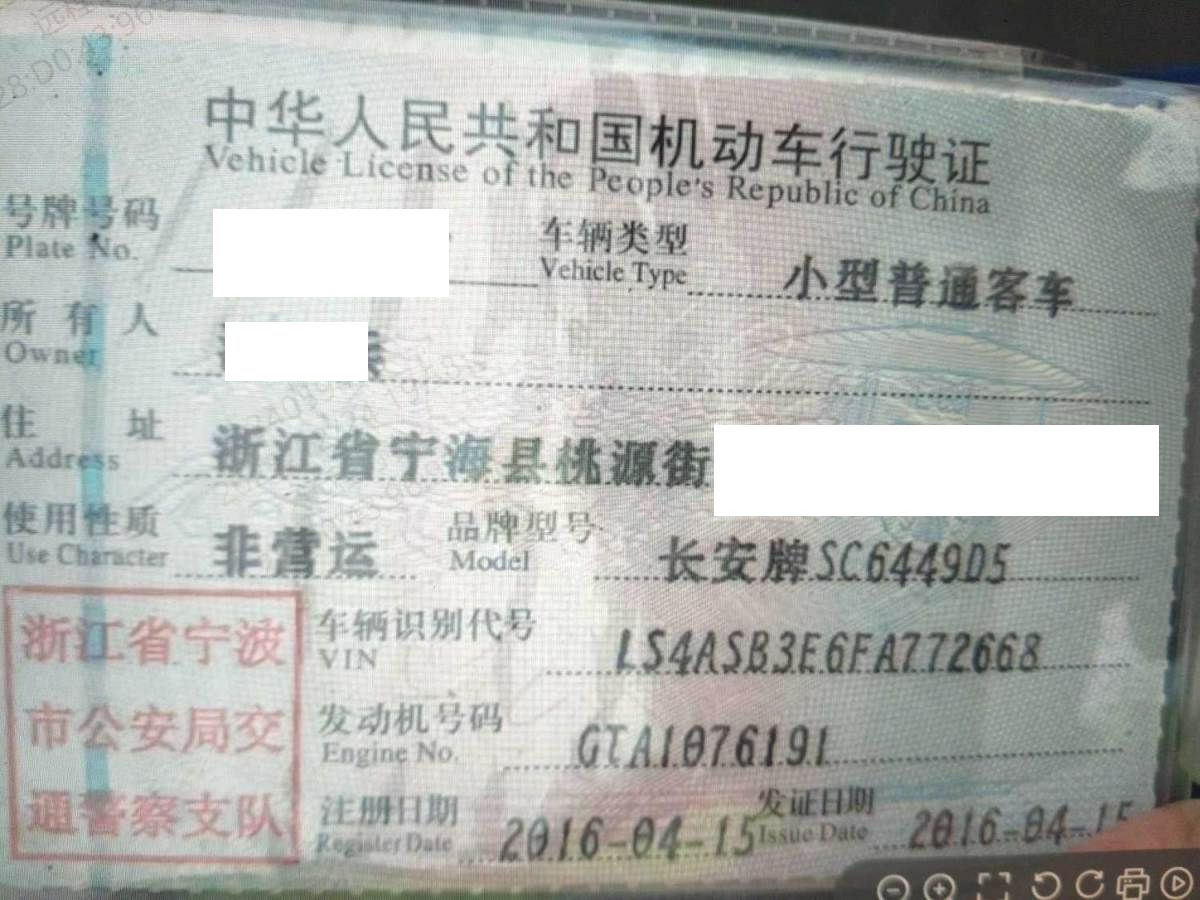 中华人民共和国机动车行驶证
Vehicle License of the People's Republic of China
号牌号码
Plate No.
车辆类型
Vehicle Type
小型普通客车
所有人
Owner
住址
Address
浙江省宁海县桃源街
使用性质
Use Character
非营运
品牌型号
Model
长安牌SC6449D5
浙江省宁波
市公安局交
通警察支队
车辆识别代号
VIN
LS4ASB3E6FA772668
发动机号码
Engine No.
GTA1076191
注册日期
Register Date
2016-04-15
发证日期
Issue Date
2016-04-15